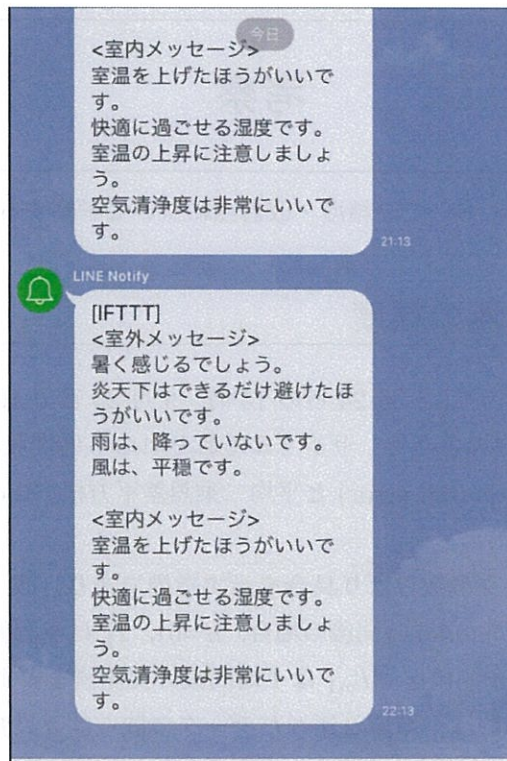 今日
<室内メッセージ>
室温を上げたほうがいいで
す。
快適に過ごせる湿度です。
室温の上昇に注意しましょ
う。
空気清浄度は非常にいいで
す。
21:13
LINE Notify
[IFTTT]
<室外メッセージ>
暑く感じるでしょう。
炎天下はできるだけ避けたほ
うがいいです。
雨は、降っていないです。
風は、平穏です。
<室内メッセージ>
室温を上げたほうがいいで
す。
快適に過ごせる湿度です。
室温の上昇に注意しましょ
う。
空気清浄度は非常にいいで
す。
22:13